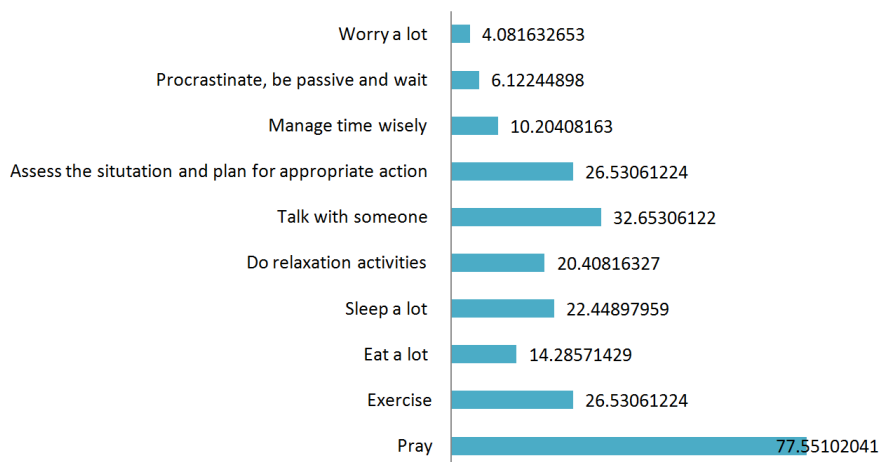 Worry a lot 4.081632653
Procrastinate, be passive and wait 6.12244898
Manage time wisely 10.20408163
Assess the situtation and plan for appropriate action 26.53061224
Talk with someone 32.65306122
Do relaxation activities 20.40816327
Sleep a lot 22.44897959
Eat a lot 14.28571429
Exercise 26.53061224
Pray 77.55102041